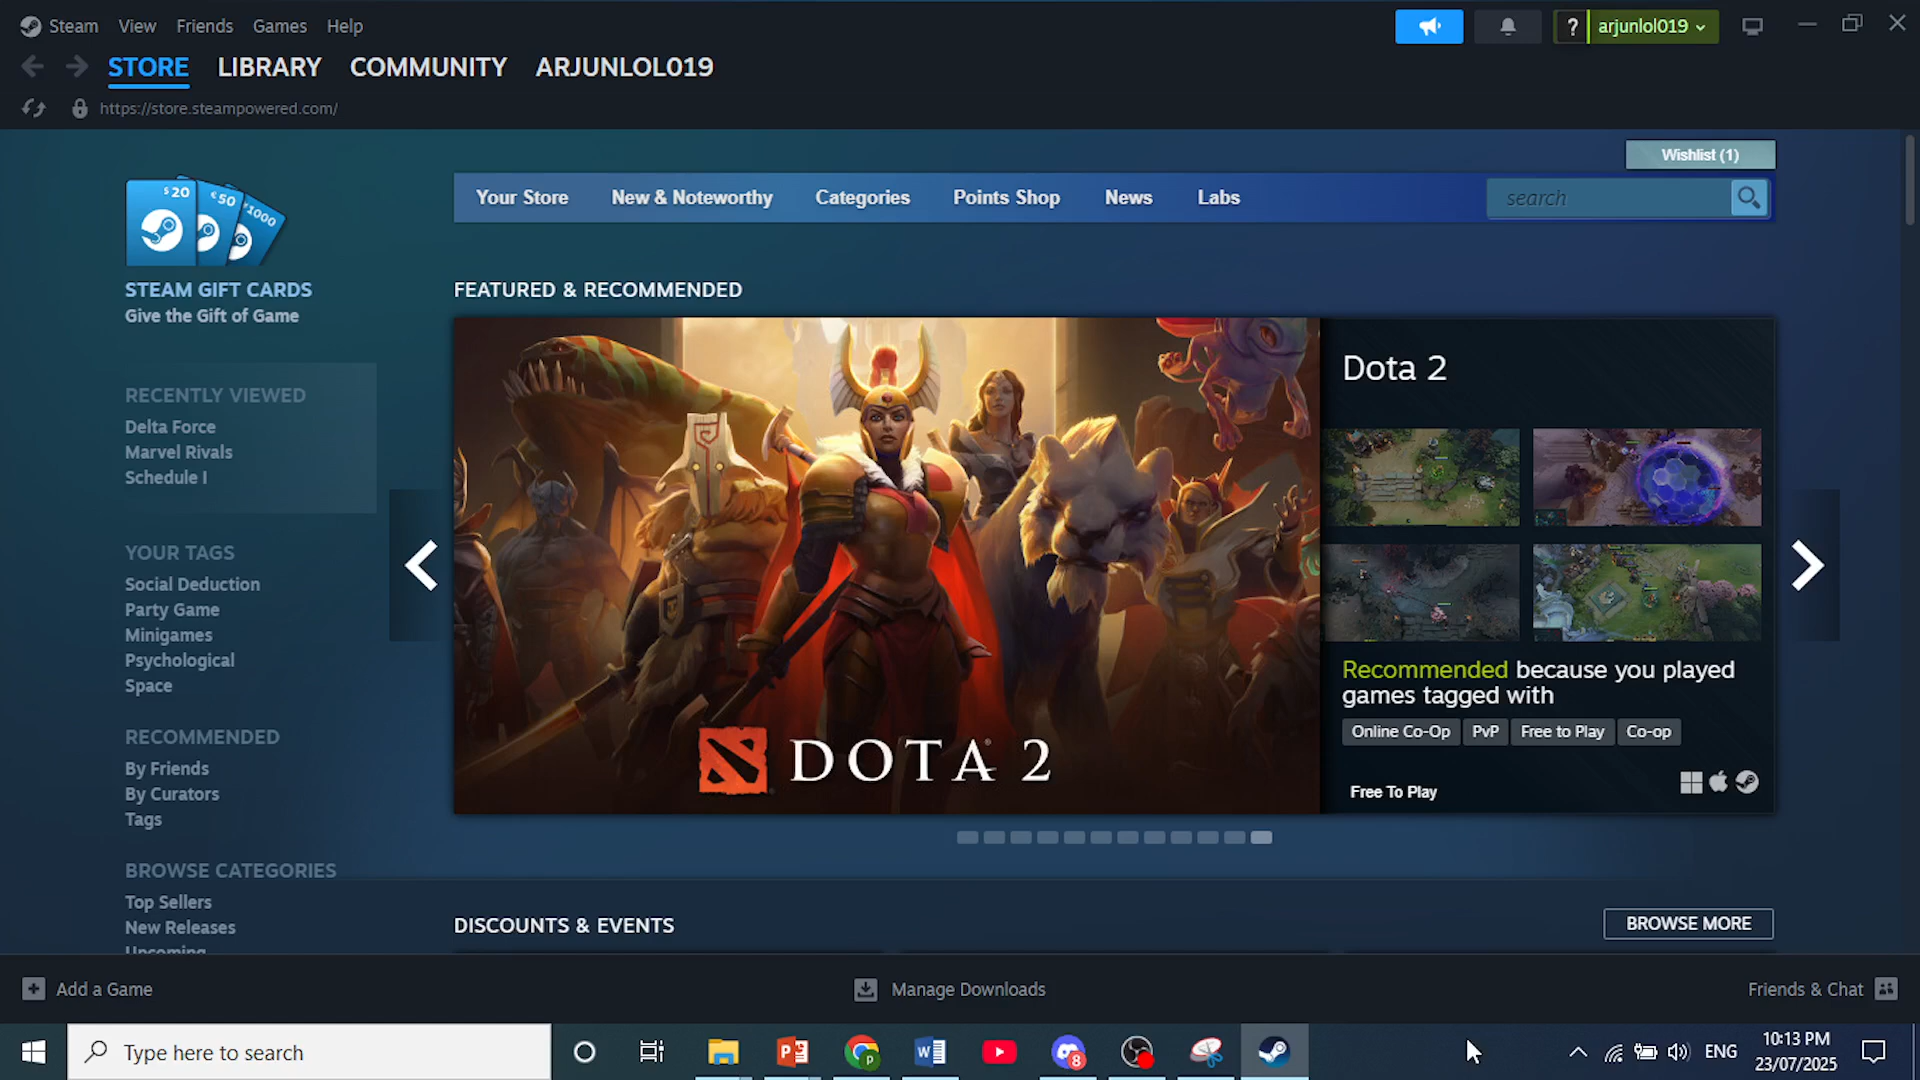 Steam View Friends Games Help
? arjunlol019
STORE LIBRARY COMMUNITY ARJUNLOL019
https://store.steampowered.com/
Wishlist (1)
Your Store New & Noteworthy Categories Points Shop News Labs
search
$20
€50
¥1000
STEAM GIFT CARDS
Give the Gift of Game
RECENTLY VIEWED
Delta Force
Marvel Rivals
Schedule I
YOUR TAGS
Social Deduction
Party Game
Minigames
Psychological
Space
RECOMMENDED
By Friends
By Curators
Tags
BROWSE CATEGORIES
Top Sellers
New Releases
Upcoming
FEATURED & RECOMMENDED
DOTA 2
Dota 2
Recommended because you played
games tagged with
Online Co-Op PvP Free to Play Co-op
Free To Play
DISCOUNTS & EVENTS
BROWSE MORE
Add a Game
Manage Downloads
Friends & Chat
Type here to search
8
ENG
10:13 PM
23/07/2025